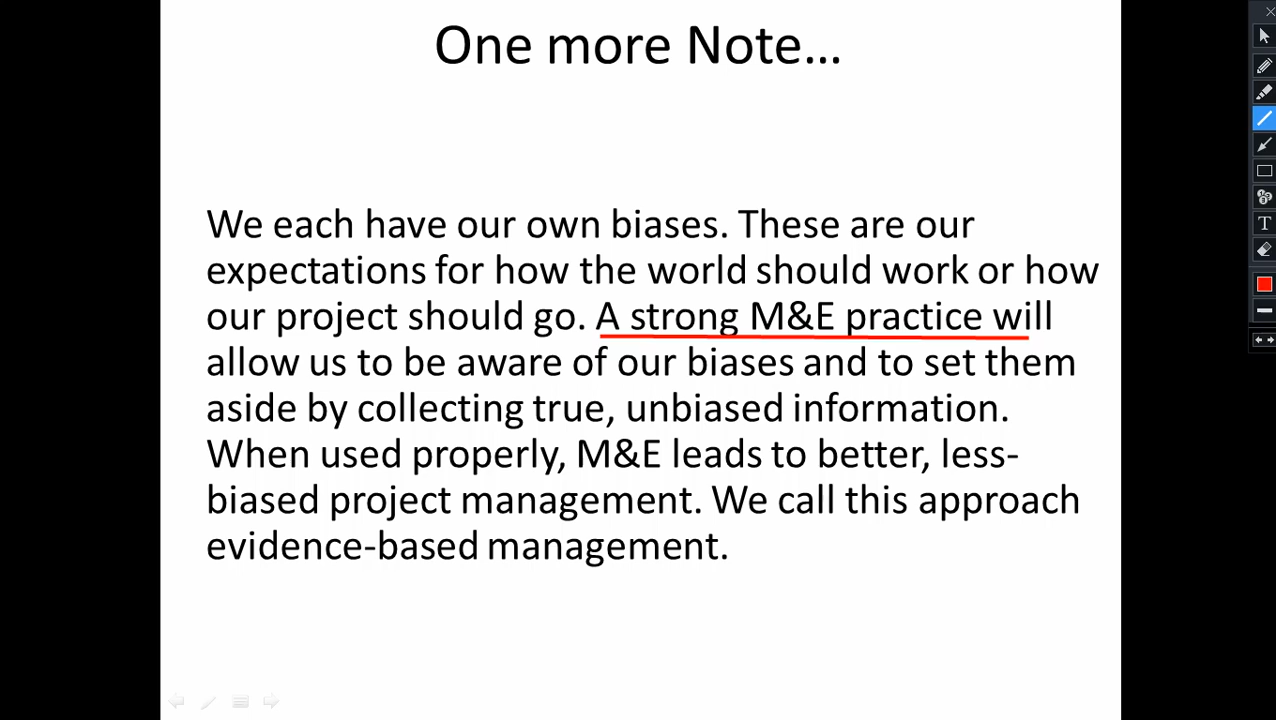 One more Note…
We each have our own biases. These are our
expectations for how the world should work or how
our project should go. A strong M&E practice will
allow us to be aware of our biases and to set them
aside by collecting true, unbiased information.
When used properly, M&E leads to better, less-
biased project management. We call this approach
evidence-based management.
T